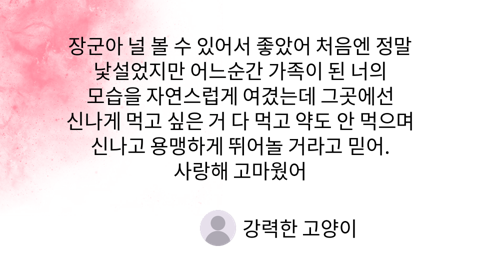 장군아 널 볼 수 있어서 좋았어 처음엔 정말
낯설었지만 어느순간 가족이 된 너의
모습을 자연스럽게 여겼는데 그곳에선
신나게 먹고 싶은 거 다 먹고 약도 안 먹으며
신나고 용맹하게 뛰어놀 거라고 믿어.
사랑해 고마웠어
강력한 고양이